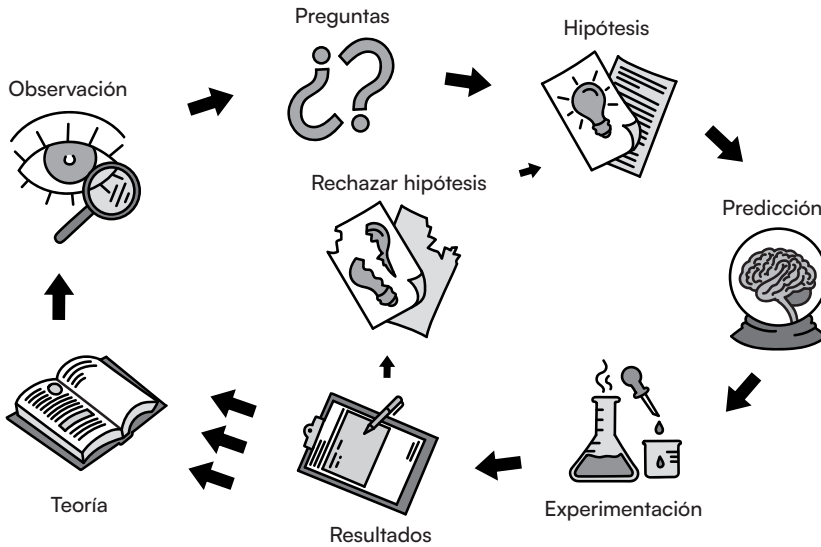 Preguntas
Hipótesis
Observación
Rechazar hipótesis
Predicción
Teoría
Resultados
Experimentación